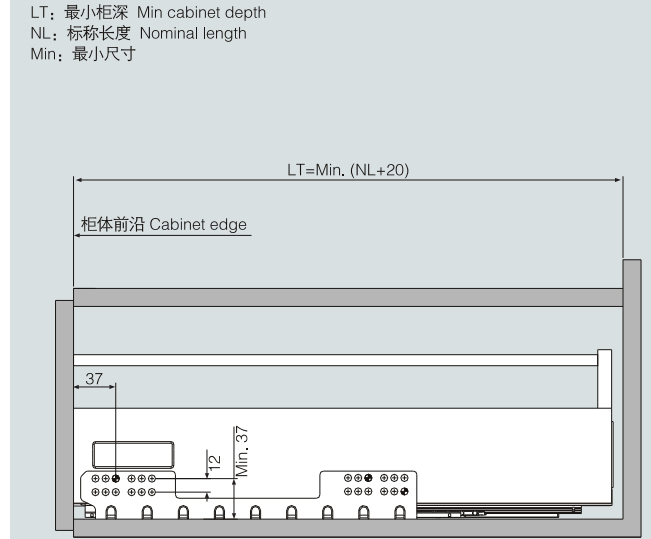 LT：最小柜深 Min cabinet depth
NL：标称长度 Nominal length
Min：最小尺寸
LT=Min. (NL+20)
柜体前沿 Cabinet edge
37
12
Min. 37